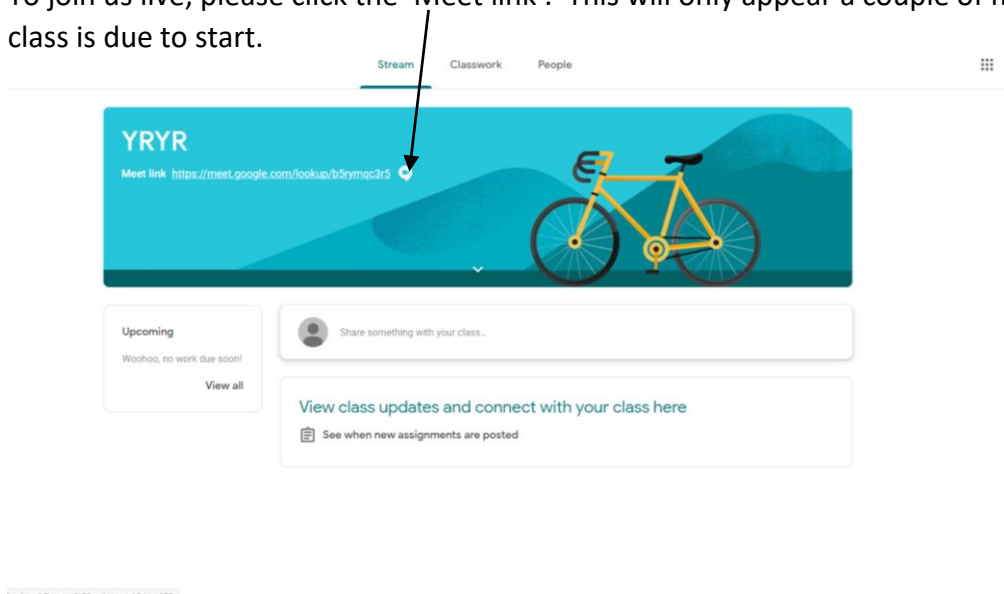 To join us live, please click the 'Meet link'. This will only appear a couple of
class is due to start.
Stream Classwork People
YRYR
Meet link https://meet.google.com/lookup/b5rymqc3r5
Upcoming
Woohoo, no work due soon!
View all
Share something with your class...
View class updates and connect with your class here
See when new assignments are posted